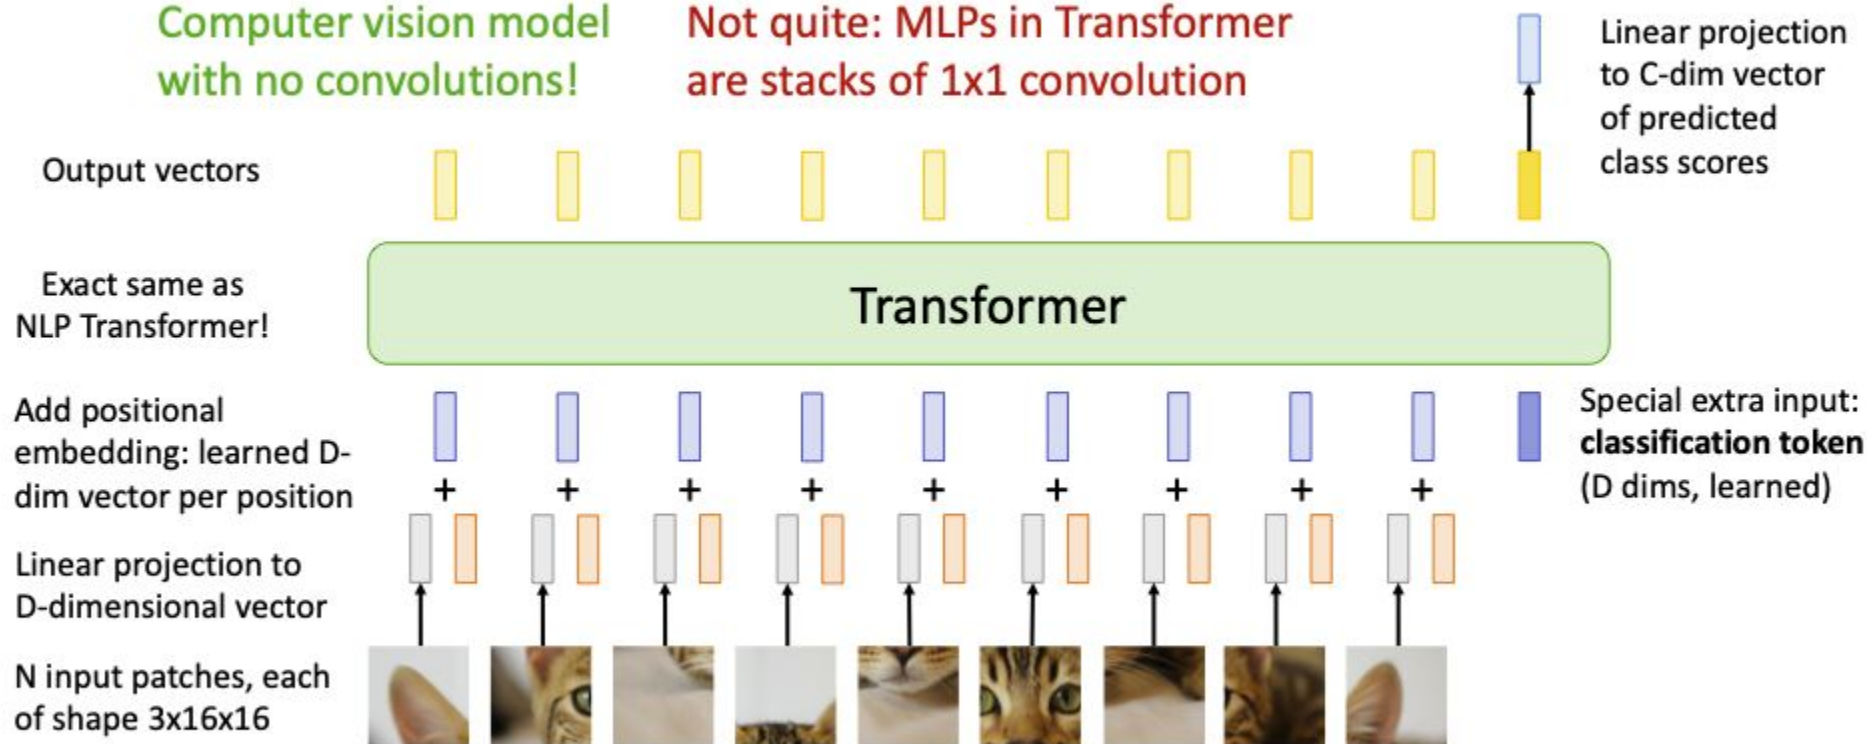 Computer vision model
with no convolutions!
Not quite: MLPs in Transformer
are stacks of 1x1 convolution
Linear projection
to C-dim vector
of predicted
class scores
Output vectors
Exact same as
NLP Transformer!
Transformer
Add positional
embedding: learned D-
dim vector per position
Special extra input:
classification token
(D dims, learned)
+ + + + + + + + +
Linear projection to
D-dimensional vector
N input patches, each
of shape 3x16x16